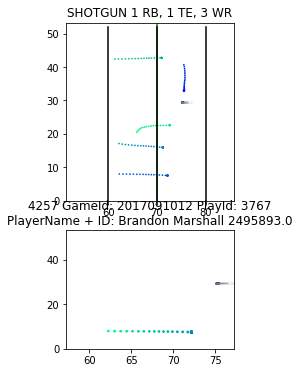 SHOTGUN 1 RB, 1 TE, 3 WR
50
40
30
20
10
0
60 70 80
4257 GameId: 2017091012 PlayId: 3767
PlayerName + ID: Brandon Marshall 2495893.0
40
20
0
60 65 70 75